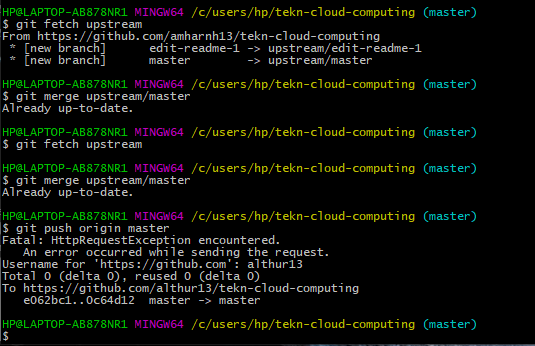 HP@LAPTOP-AB878NR1 MINGW64 /c/users/hp/tekn-cloud-computing (master)
$ git fetch upstream
From https://github.com/amharnh13/tekn-cloud-computing
 * [new branch]      edit-readme-1 -> upstream/edit-readme-1
 * [new branch]      master        -> upstream/master
HP@LAPTOP-AB878NR1 MINGW64 /c/users/hp/tekn-cloud-computing (master)
$ git merge upstream/master
Already up-to-date.
HP@LAPTOP-AB878NR1 MINGW64 /c/users/hp/tekn-cloud-computing (master)
$ git fetch upstream
HP@LAPTOP-AB878NR1 MINGW64 /c/users/hp/tekn-cloud-computing (master)
$ git merge upstream/master
Already up-to-date.
HP@LAPTOP-AB878NR1 MINGW64 /c/users/hp/tekn-cloud-computing (master)
$ git push origin master
Fatal: HttpRequestException encountered.
   An error occurred while sending the request.
Username for 'https://github.com': althur13
Total 0 (delta 0), reused 0 (delta 0)
To https://github.com/althur13/tekn-cloud-computing
   e062bc1..0c64d12  master -> master
HP@LAPTOP-AB878NR1 MINGW64 /c/users/hp/tekn-cloud-computing (master)
$